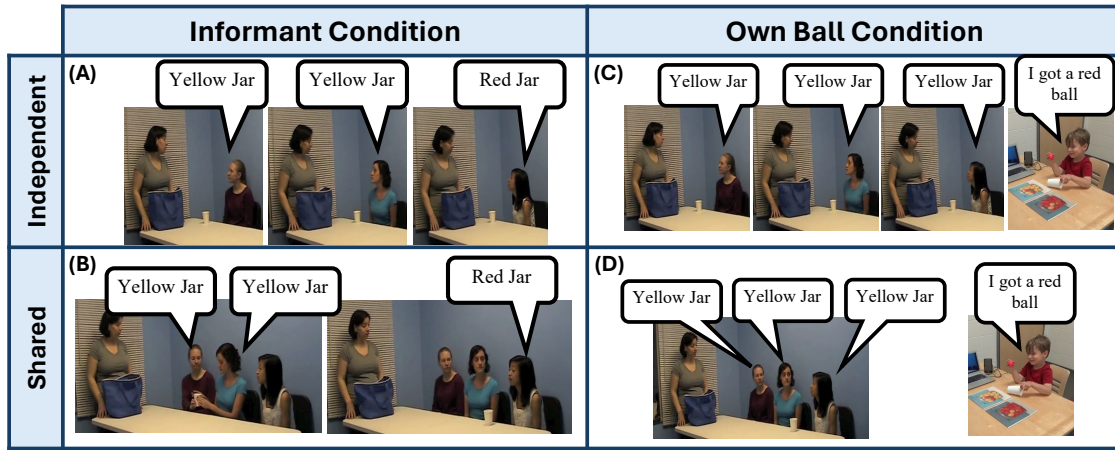 Informant Condition
Own Ball Condition
Independent
(A)
Yellow Jar
Yellow Jar
Red Jar
(C)
Yellow Jar
Yellow Jar
Yellow Jar
I got a red
ball
Shared
(B)
Yellow Jar
Yellow Jar
Red Jar
(D)
Yellow Jar
Yellow Jar
Yellow Jar
I got a red
ball